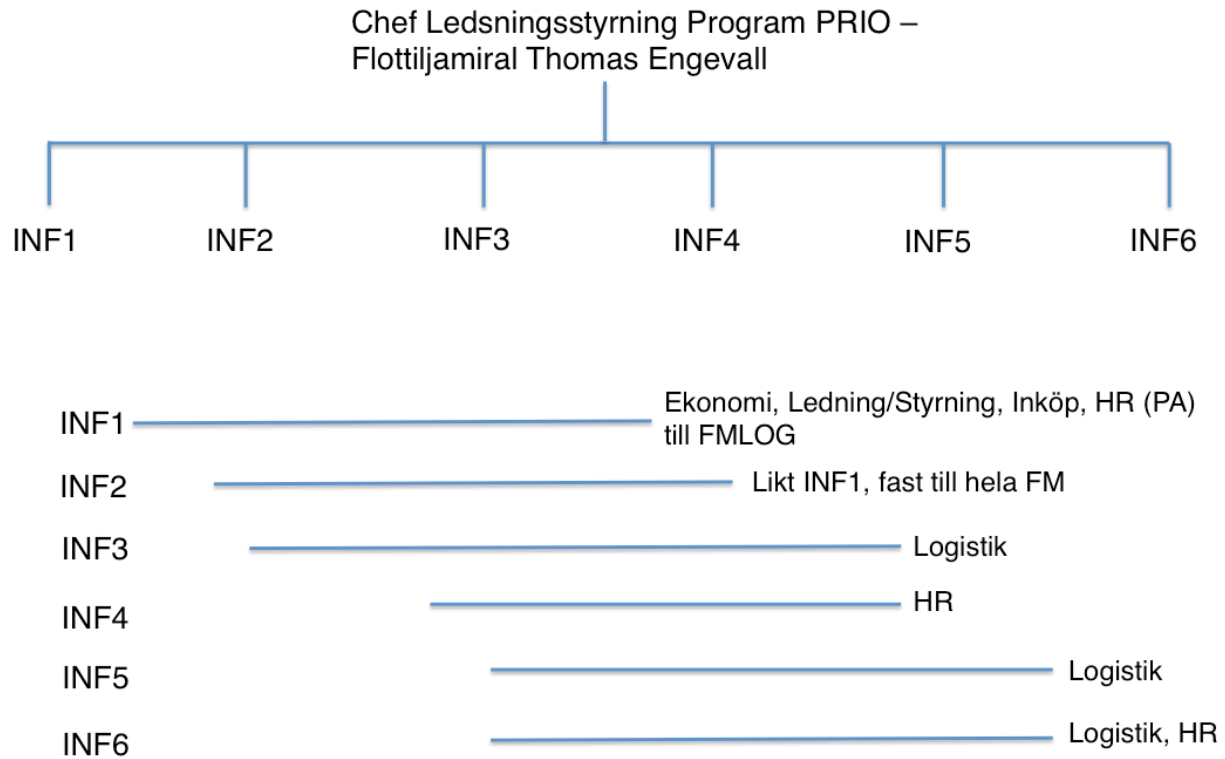 Chef Ledsningsstyrning Program PRIO –
Flottiljamiral Thomas Engevall
INF1 INF2 INF3 INF4 INF5 INF6
INF1 Ekonomi, Ledning/Styrning, Inköp, HR (PA)
till FMLOG
INF2 Likt INF1, fast till hela FM
INF3 Logistik
INF4 HR
INF5 Logistik
INF6 Logistik, HR